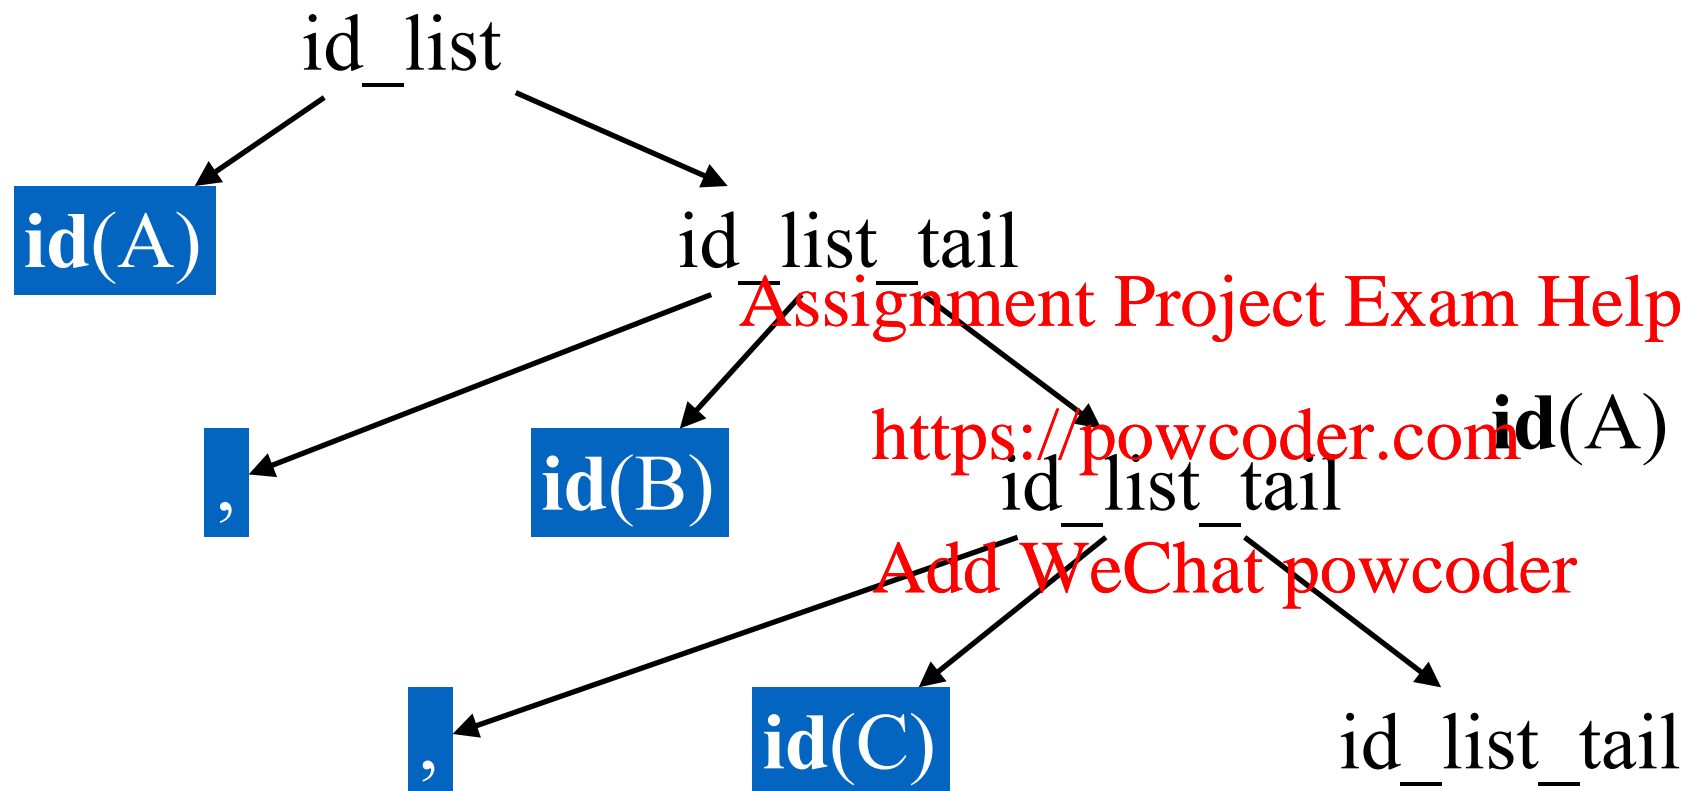 id_list
id(A)
id_list_tail
Assignment Project Exam Help
id(A)
https://powcoder.com
,
id(B)
id_list_tail
Add WeChat powcoder
,
id(C)
id_list_tail